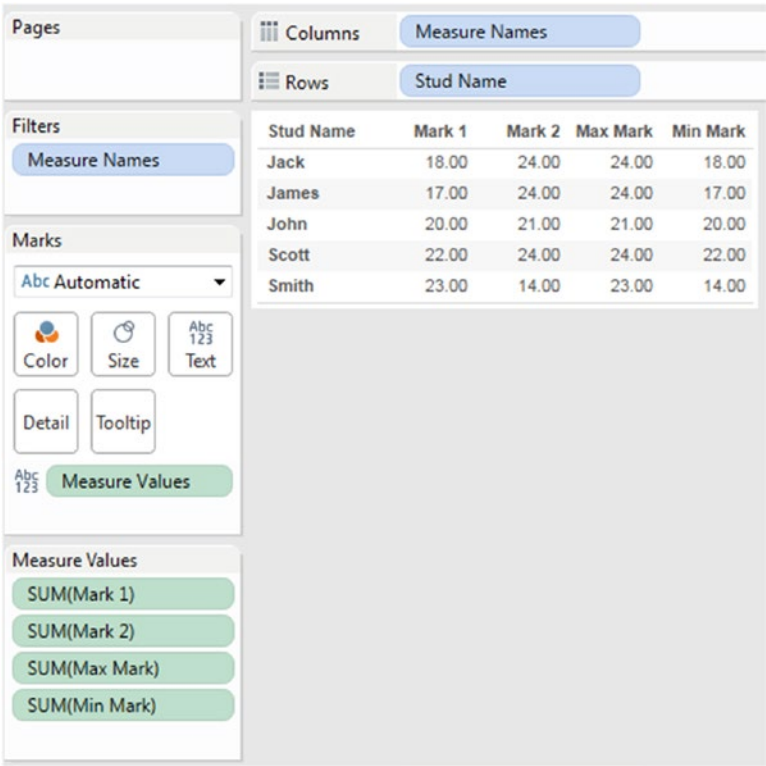 Pages
Columns Measure Names
Rows Stud Name
Filters
Measure Names
Marks
Abc Automatic
Color
Size
Abc
123
Text
Detail
Tooltip
Abc
123
Measure Values
Measure Values
SUM(Mark 1)
SUM(Mark 2)
SUM(Max Mark)
SUM(Min Mark)
Stud Name Mark 1 Mark 2 Max Mark Min Mark
Jack 18.00 24.00 24.00 18.00
James 17.00 24.00 24.00 17.00
John 20.00 21.00 21.00 20.00
Scott 22.00 24.00 24.00 22.00
Smith 23.00 14.00 23.00 14.00